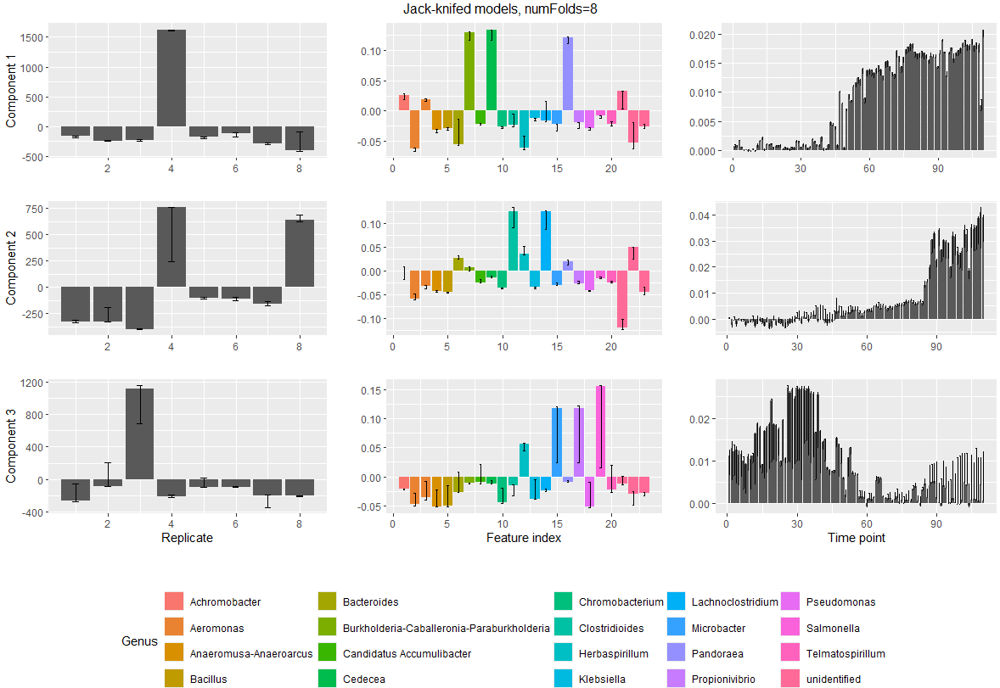 Jack-knifed models, numFolds=8
Component 1
1500
1000
500
0
-500
2 4 6 8
0.10
0.05
0.00
-0.05
0 5 10 15 20
0.020
0.015
0.010
0.005
0.000
0 30 60 90
Component 2
750
500
250
0
-250
2 4 6 8
0.10
0.05
0.00
-0.05
-0.10
0 5 10 15 20
0.04
0.03
0.02
0.01
0.00
0 30 60 90
Component 3
1200
800
400
0
-400
2 4 6 8
Replicate
0.15
0.10
0.05
0.00
-0.05
0 5 10 15 20
Feature index
0.02
0.01
0.00
0 30 60 90
Time point
Genus
Achromobacter
Aeromonas
Anaeromusa-Anaeroarcus
Bacillus
Bacteroides
Burkholderia-Caballeronia-Paraburkholderia
Candidatus Accumulibacter
Cedecea
Chromobacterium
Clostridioides
Herbaspirillum
Klebsiella
Lachnoclostridium
Microbacter
Pandoraea
Propionivibrio
Pseudomonas
Salmonella
Telmatospirillum
unidentified